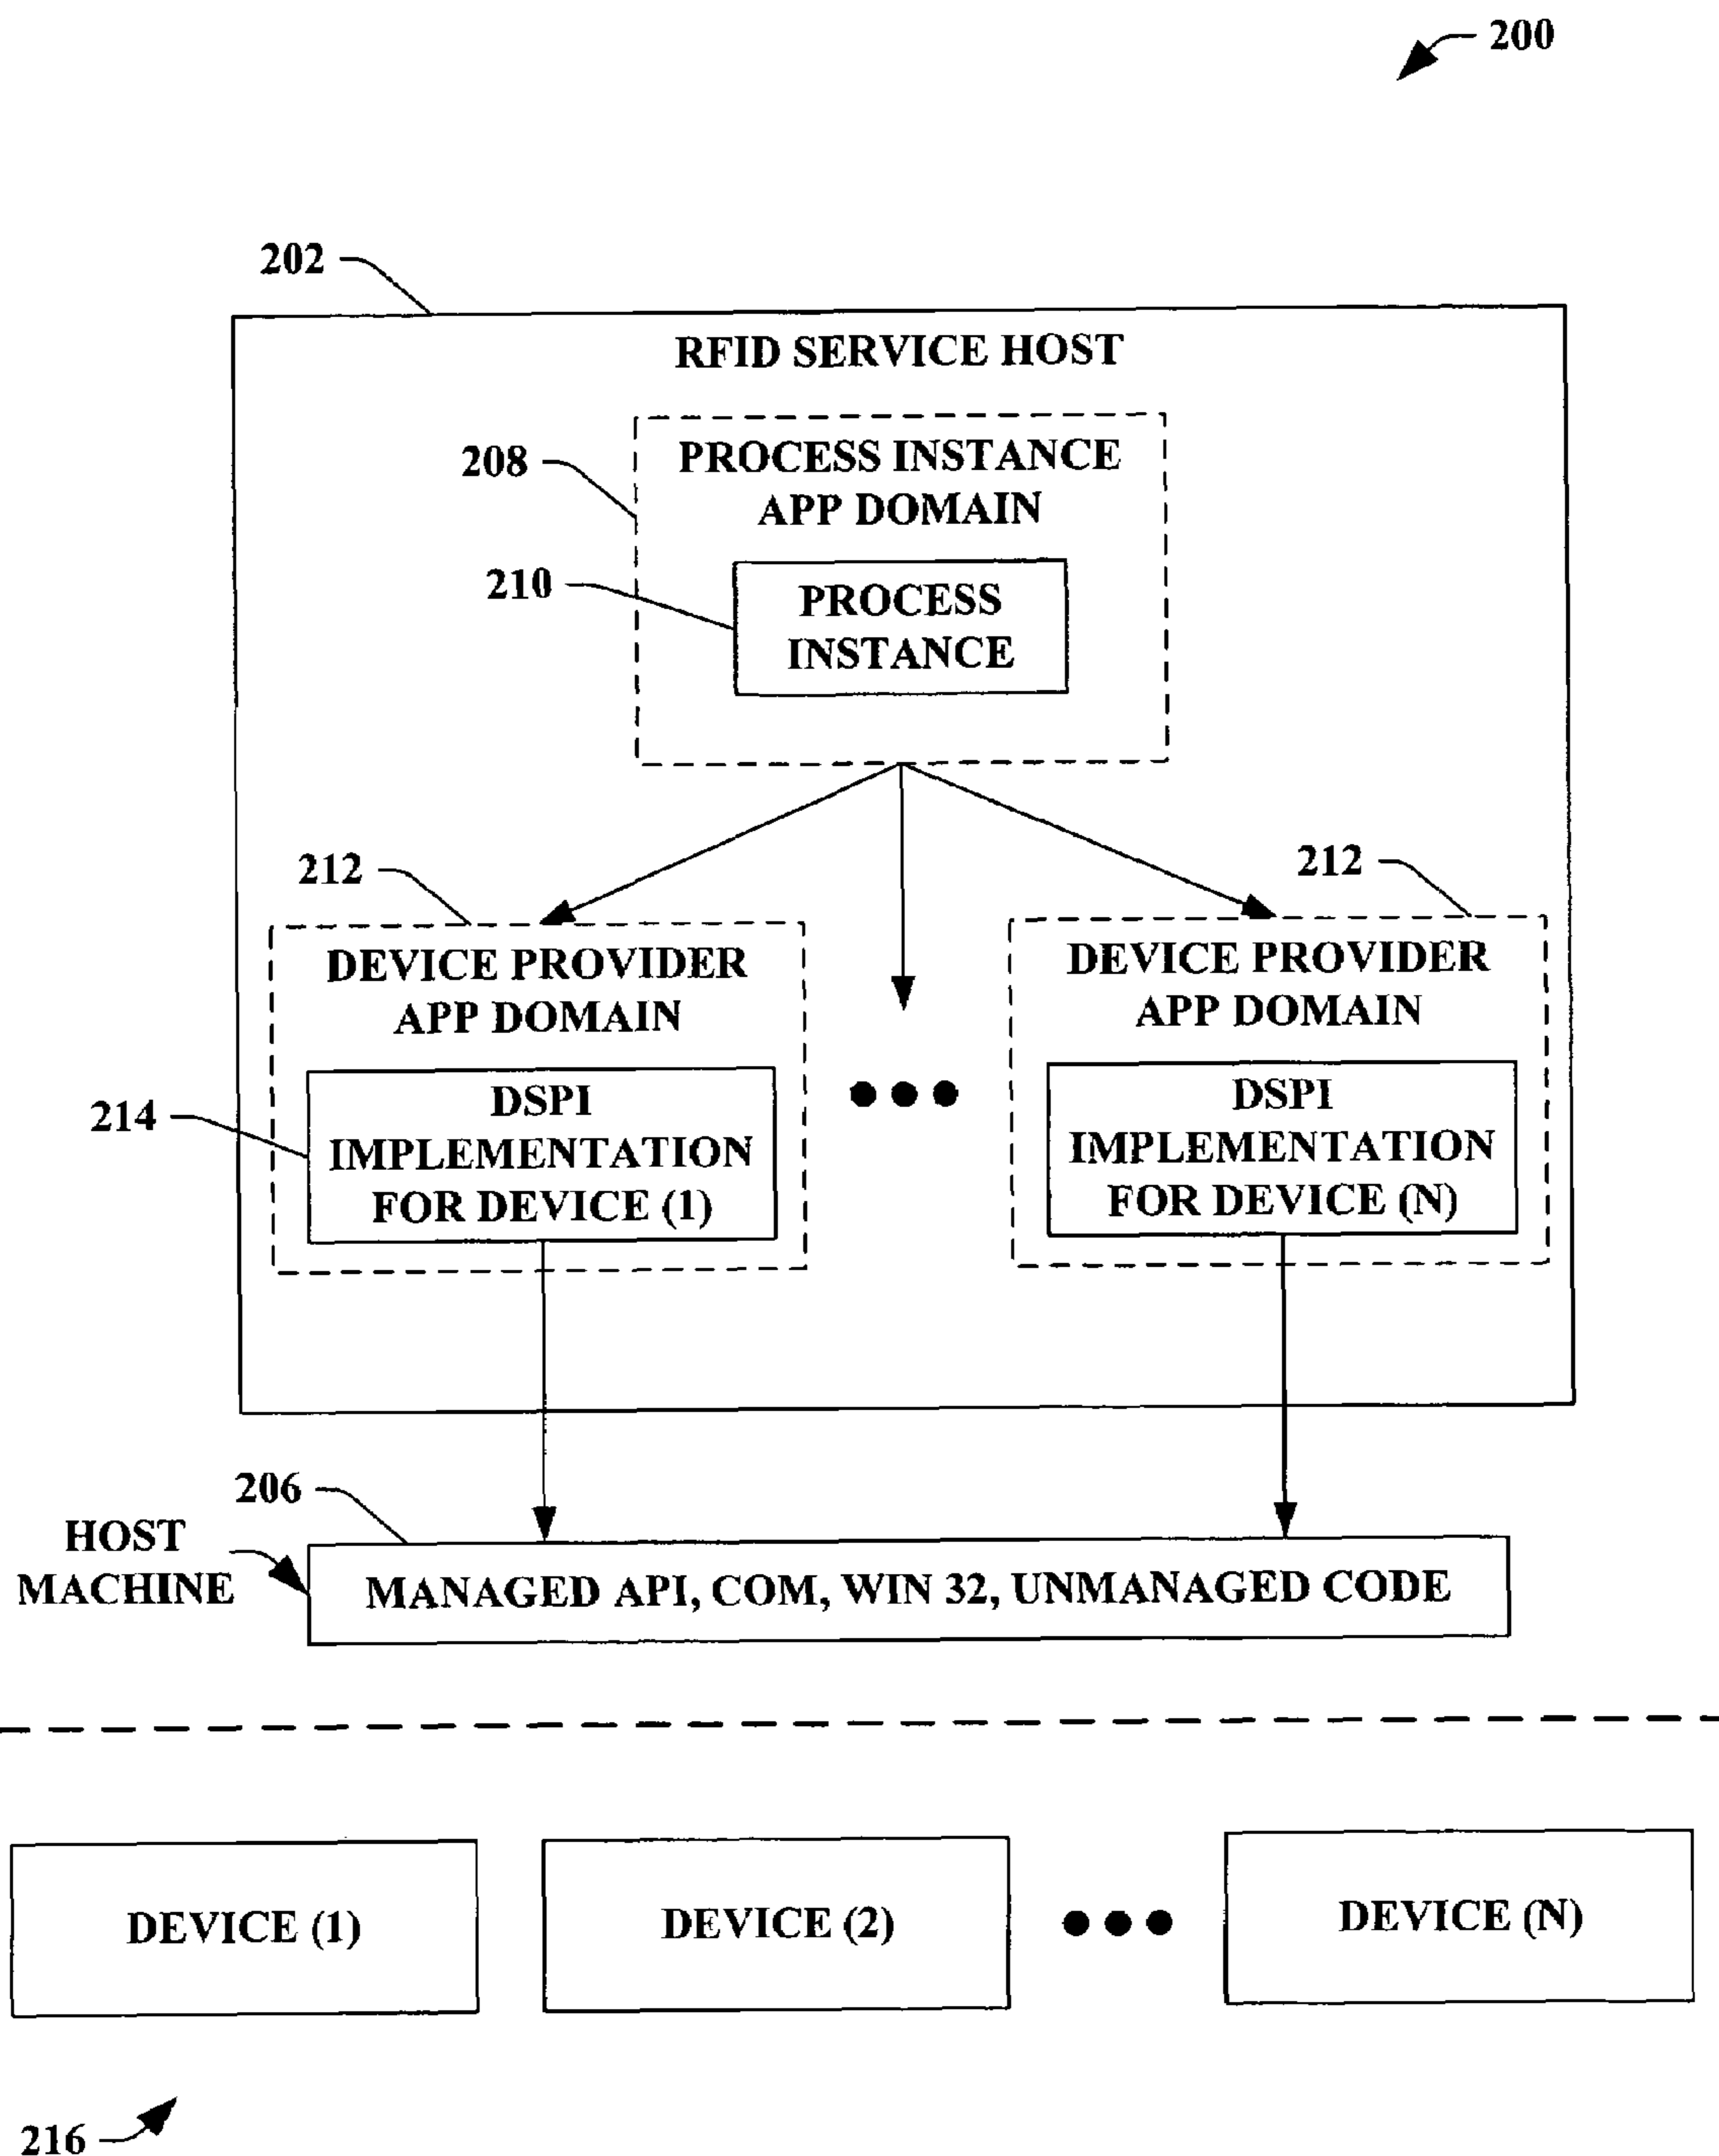 200
202
RFID SERVICE HOST
208
PROCESS INSTANCE
APP DOMAIN
210
PROCESS
INSTANCE
212
212
DEVICE PROVIDER
APP DOMAIN
DEVICE PROVIDER
APP DOMAIN
214
DSPI
IMPLEMENTATION
FOR DEVICE (1)
DSPI
IMPLEMENTATION
FOR DEVICE (N)
206
HOST
MACHINE
MANAGED API, COM, WIN 32, UNMANAGED CODE
DEVICE (1)
DEVICE (2)
DEVICE (N)
216